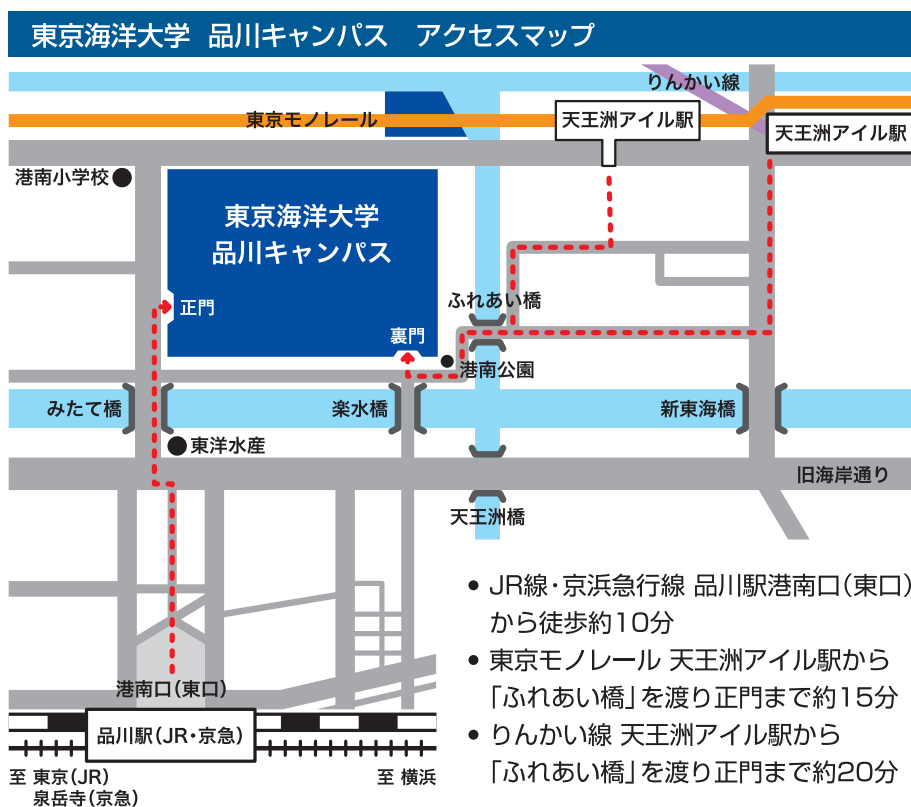 東京海洋大学 品川キャンパス アクセスマップ
りんかい線
東京モノレール
天王洲アイル駅
天王洲アイル駅
港南小学校
東京海洋大学
品川キャンパス
正門
ふれあい橋
裏門
港南公園
みたて橋
楽水橋
新東海橋
東洋水産
旧海岸通り
天王洲橋
• JR線・京浜急行線 品川駅港南口(東口)
から徒歩約10分
• 東京モノレール 天王洲アイル駅から
「ふれあい橋」を渡り正門まで約15分
• りんかい線 天王洲アイル駅から
「ふれあい橋」を渡り正門まで約20分
港南口(東口)
品川駅(JR・京急)
至 東京(JR)
泉岳寺(京急)
至 横浜